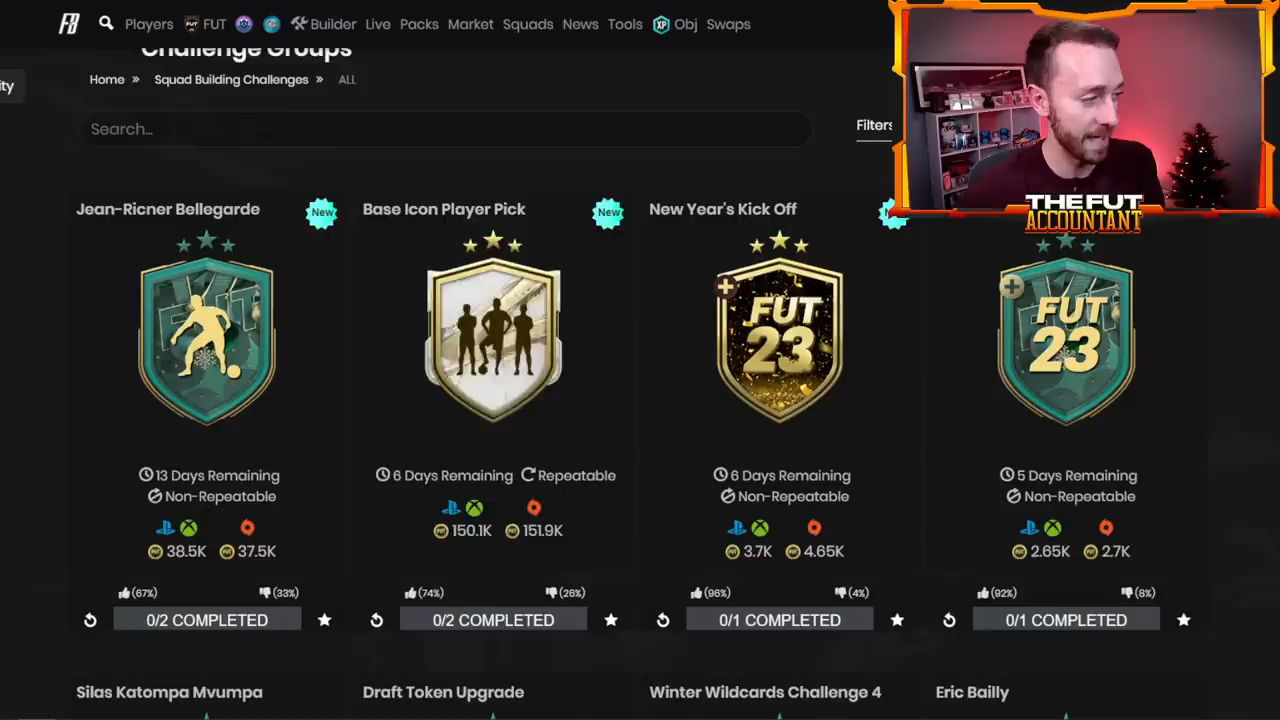 FB Players FUT Builder Live Packs Market Squads News Tools XP Obj Swaps
Challenge Groups
ity
Home » Squad Building Challenges » ALL
Search...
Filters
THE FUT
ACCOUNTANT
Jean-Ricner Bellegarde New
Base Icon Player Pick New
New Year's Kick Off New
FUT
23
FUT
23
13 Days Remaining
Non-Repeatable
6 Days Remaining Repeatable
6 Days Remaining
Non-Repeatable
5 Days Remaining
Non-Repeatable
38.5K 37.5K
150.1K 151.9K
3.7K 4.65K
2.65K 2.7K
(67%) (33%)
(74%) (26%)
(96%) (4%)
(92%) (8%)
0/2 COMPLETED
0/2 COMPLETED
0/1 COMPLETED
0/1 COMPLETED
Silas Katompa Mvumpa
Draft Token Upgrade
Winter Wildcards Challenge 4
Eric Bailly